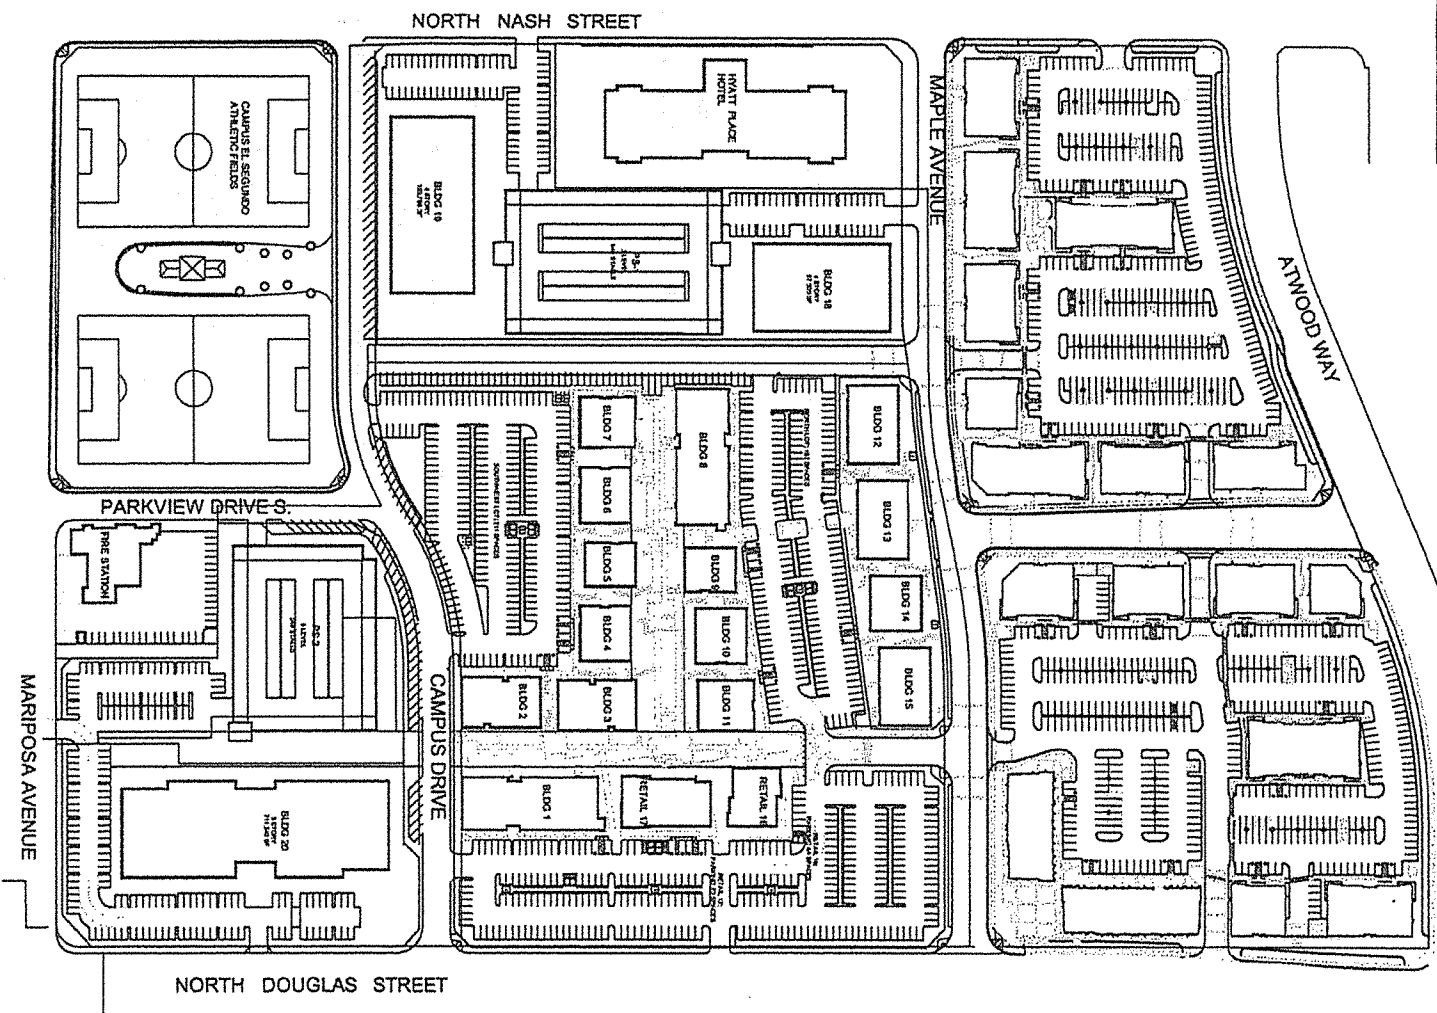 NORTH NASH STREET
CAMPUS EL SEGUNDO
ATHLETIC FIELDS
HYATT PLACE
HOTEL
MAPLE AVENUE
ATWOOD WAY
BLDG 19
BLDG 18
PARKVIEW DRIVE S.
FIRE STATION
BLDG 7
BLDG 6
BLDG 5
BLDG 4
BLDG 3
BLDG 2
BLDG 8
BLDG 9
BLDG 10
BLDG 11
BLDG 12
BLDG 13
BLDG 14
BLDG 15
MARIPOSA AVENUE
CAMPUS DRIVE
BLDG 20
BLDG 1
RETAIL 17
RETAIL 16
NORTH DOUGLAS STREET